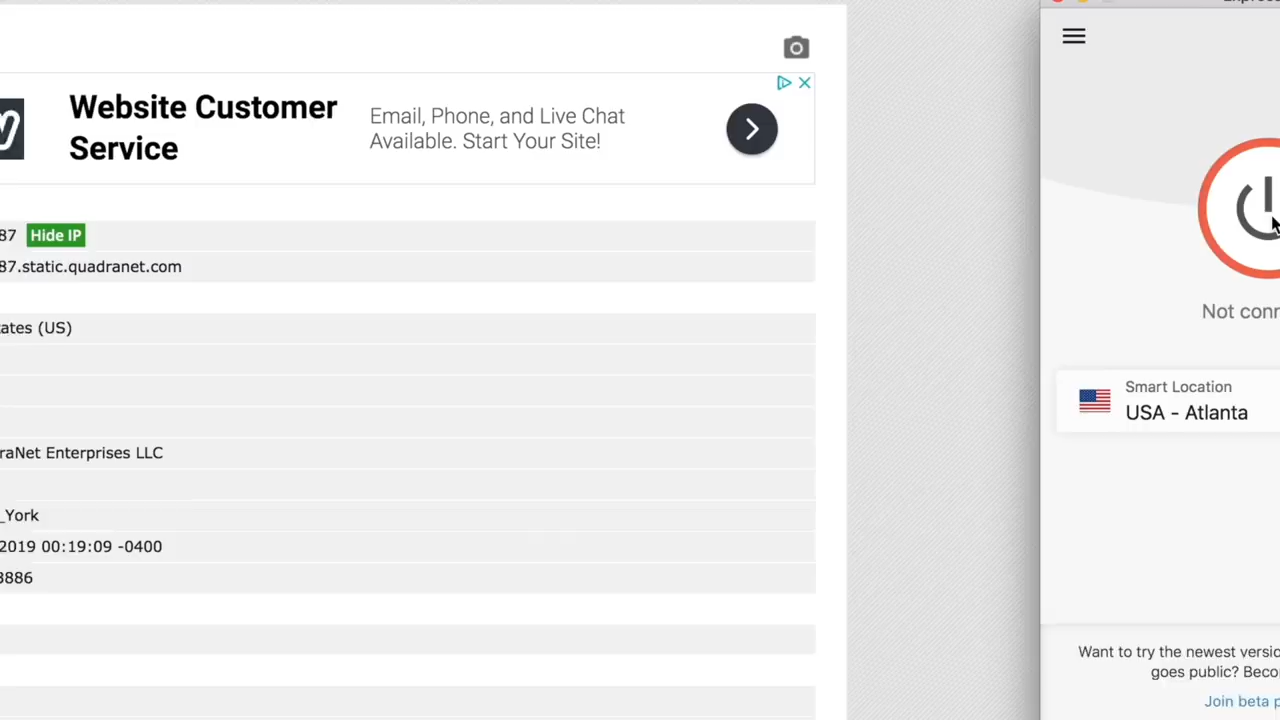 Express
Website Customer
Service
Email, Phone, and Live Chat
Available. Start Your Site!
87 Hide IP
87.static.quadranet.com
tates (US)
raNet Enterprises LLC
_York
2019 00:19:09 -0400
3886
Not conn
Smart Location
USA - Atlanta
Want to try the newest versio
goes public? Beco
Join beta p